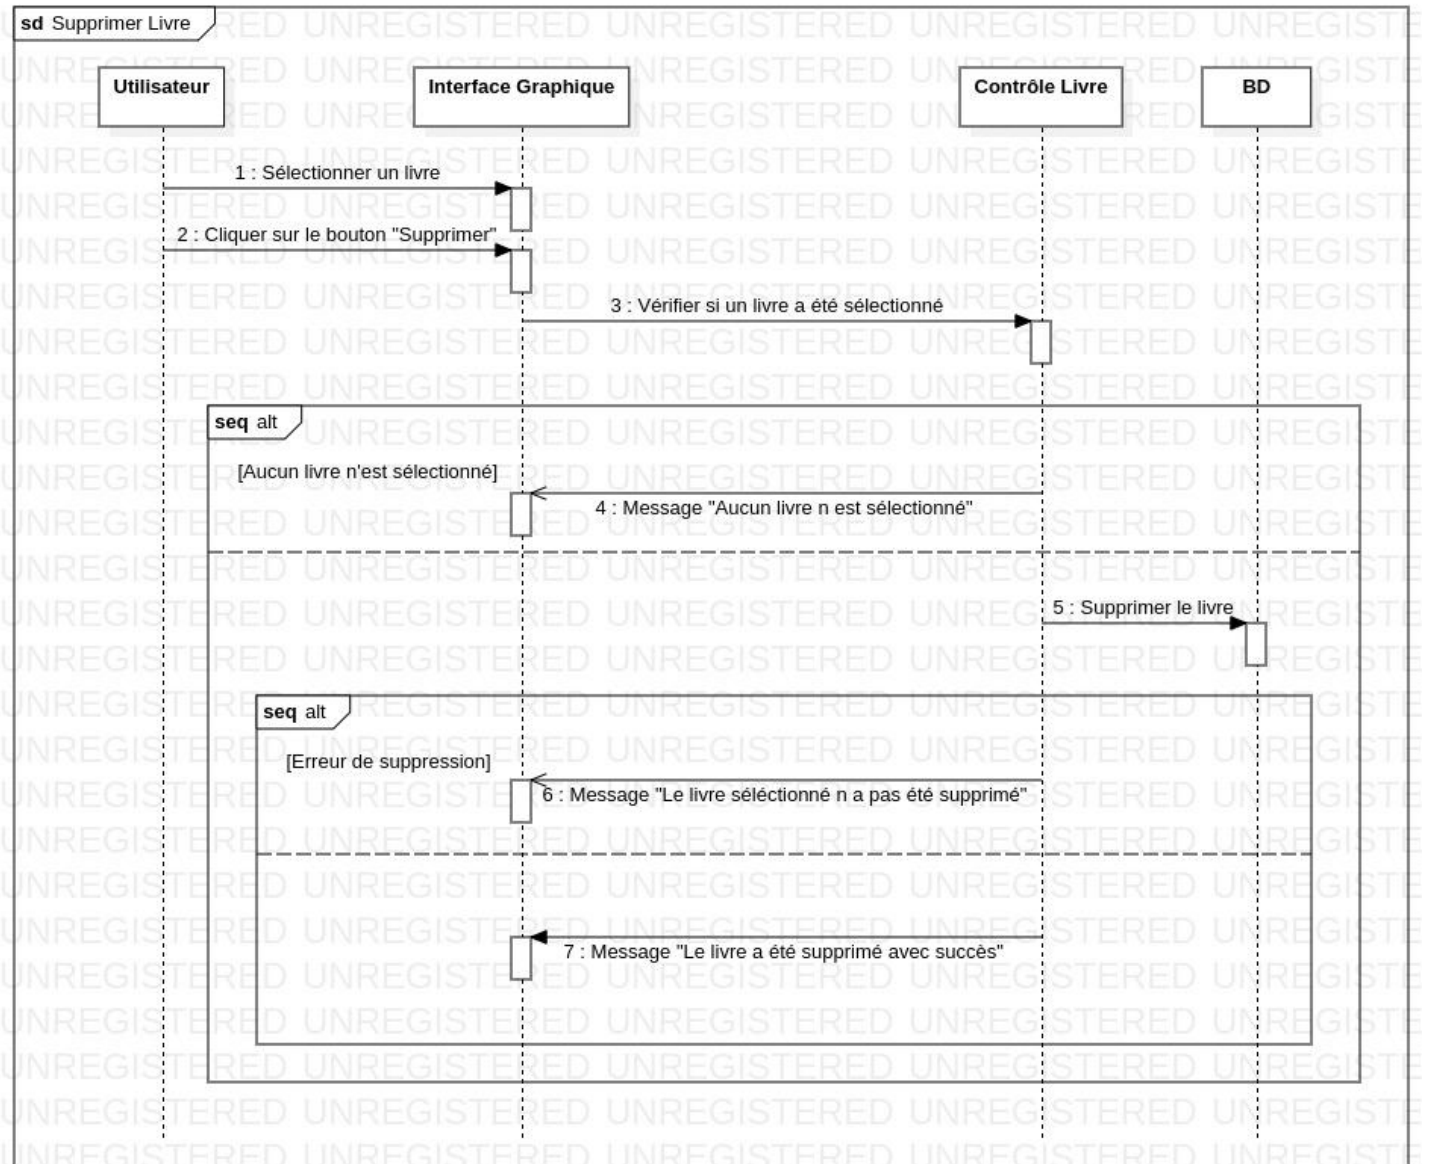 sd Supprimer Livre
Utilisateur
Interface Graphique
Contrôle Livre
BD
1 : Sélectionner un livre
2 : Cliquer sur le bouton "Supprimer"
3 : Vérifier si un livre a été sélectionné
seq alt
[Aucun livre n'est sélectionné]
4 : Message "Aucun livre n est sélectionné"
5 : Supprimer le livre
seq alt
[Erreur de suppression]
6 : Message "Le livre séléctionné n a pas été supprimé"
7 : Message "Le livre a été supprimé avec succès"
UNREGISTERED